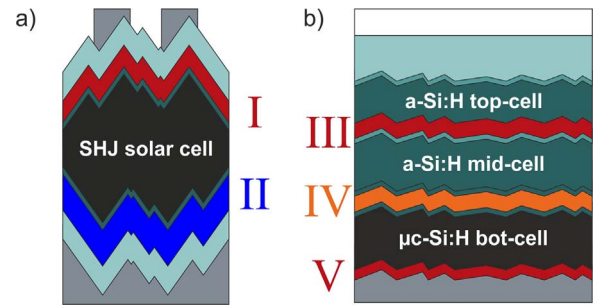 a)
SHJ solar cell
I
II
b)
a-Si:H top-cell
III
a-Si:H mid-cell
IV
µc-Si:H bot-cell
V